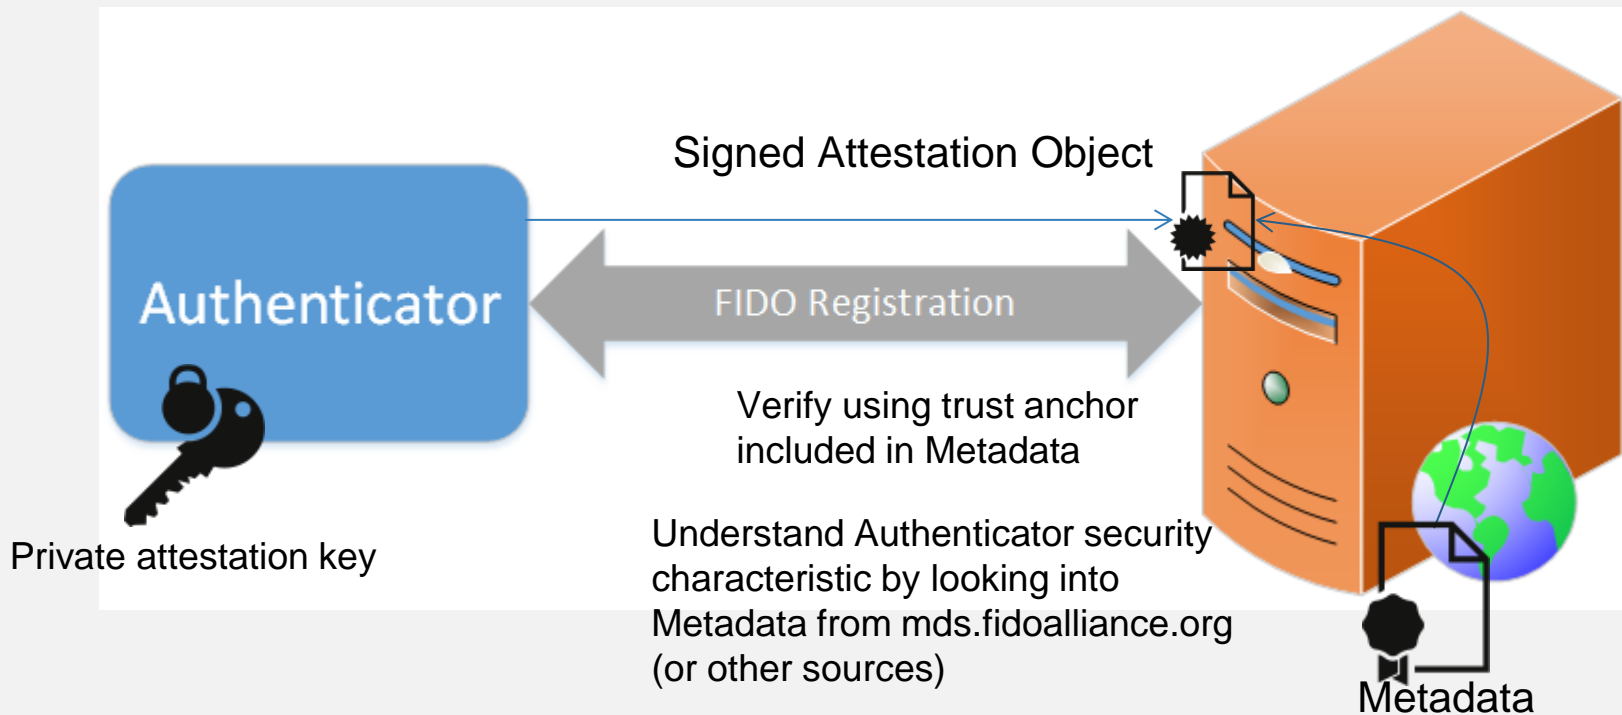 Signed Attestation Object
Authenticator
FIDO Registration
Verify using trust anchor
included in Metadata
Private attestation key
Understand Authenticator security
characteristic by looking into
Metadata from mds.fidoalliance.org
(or other sources)
Metadata